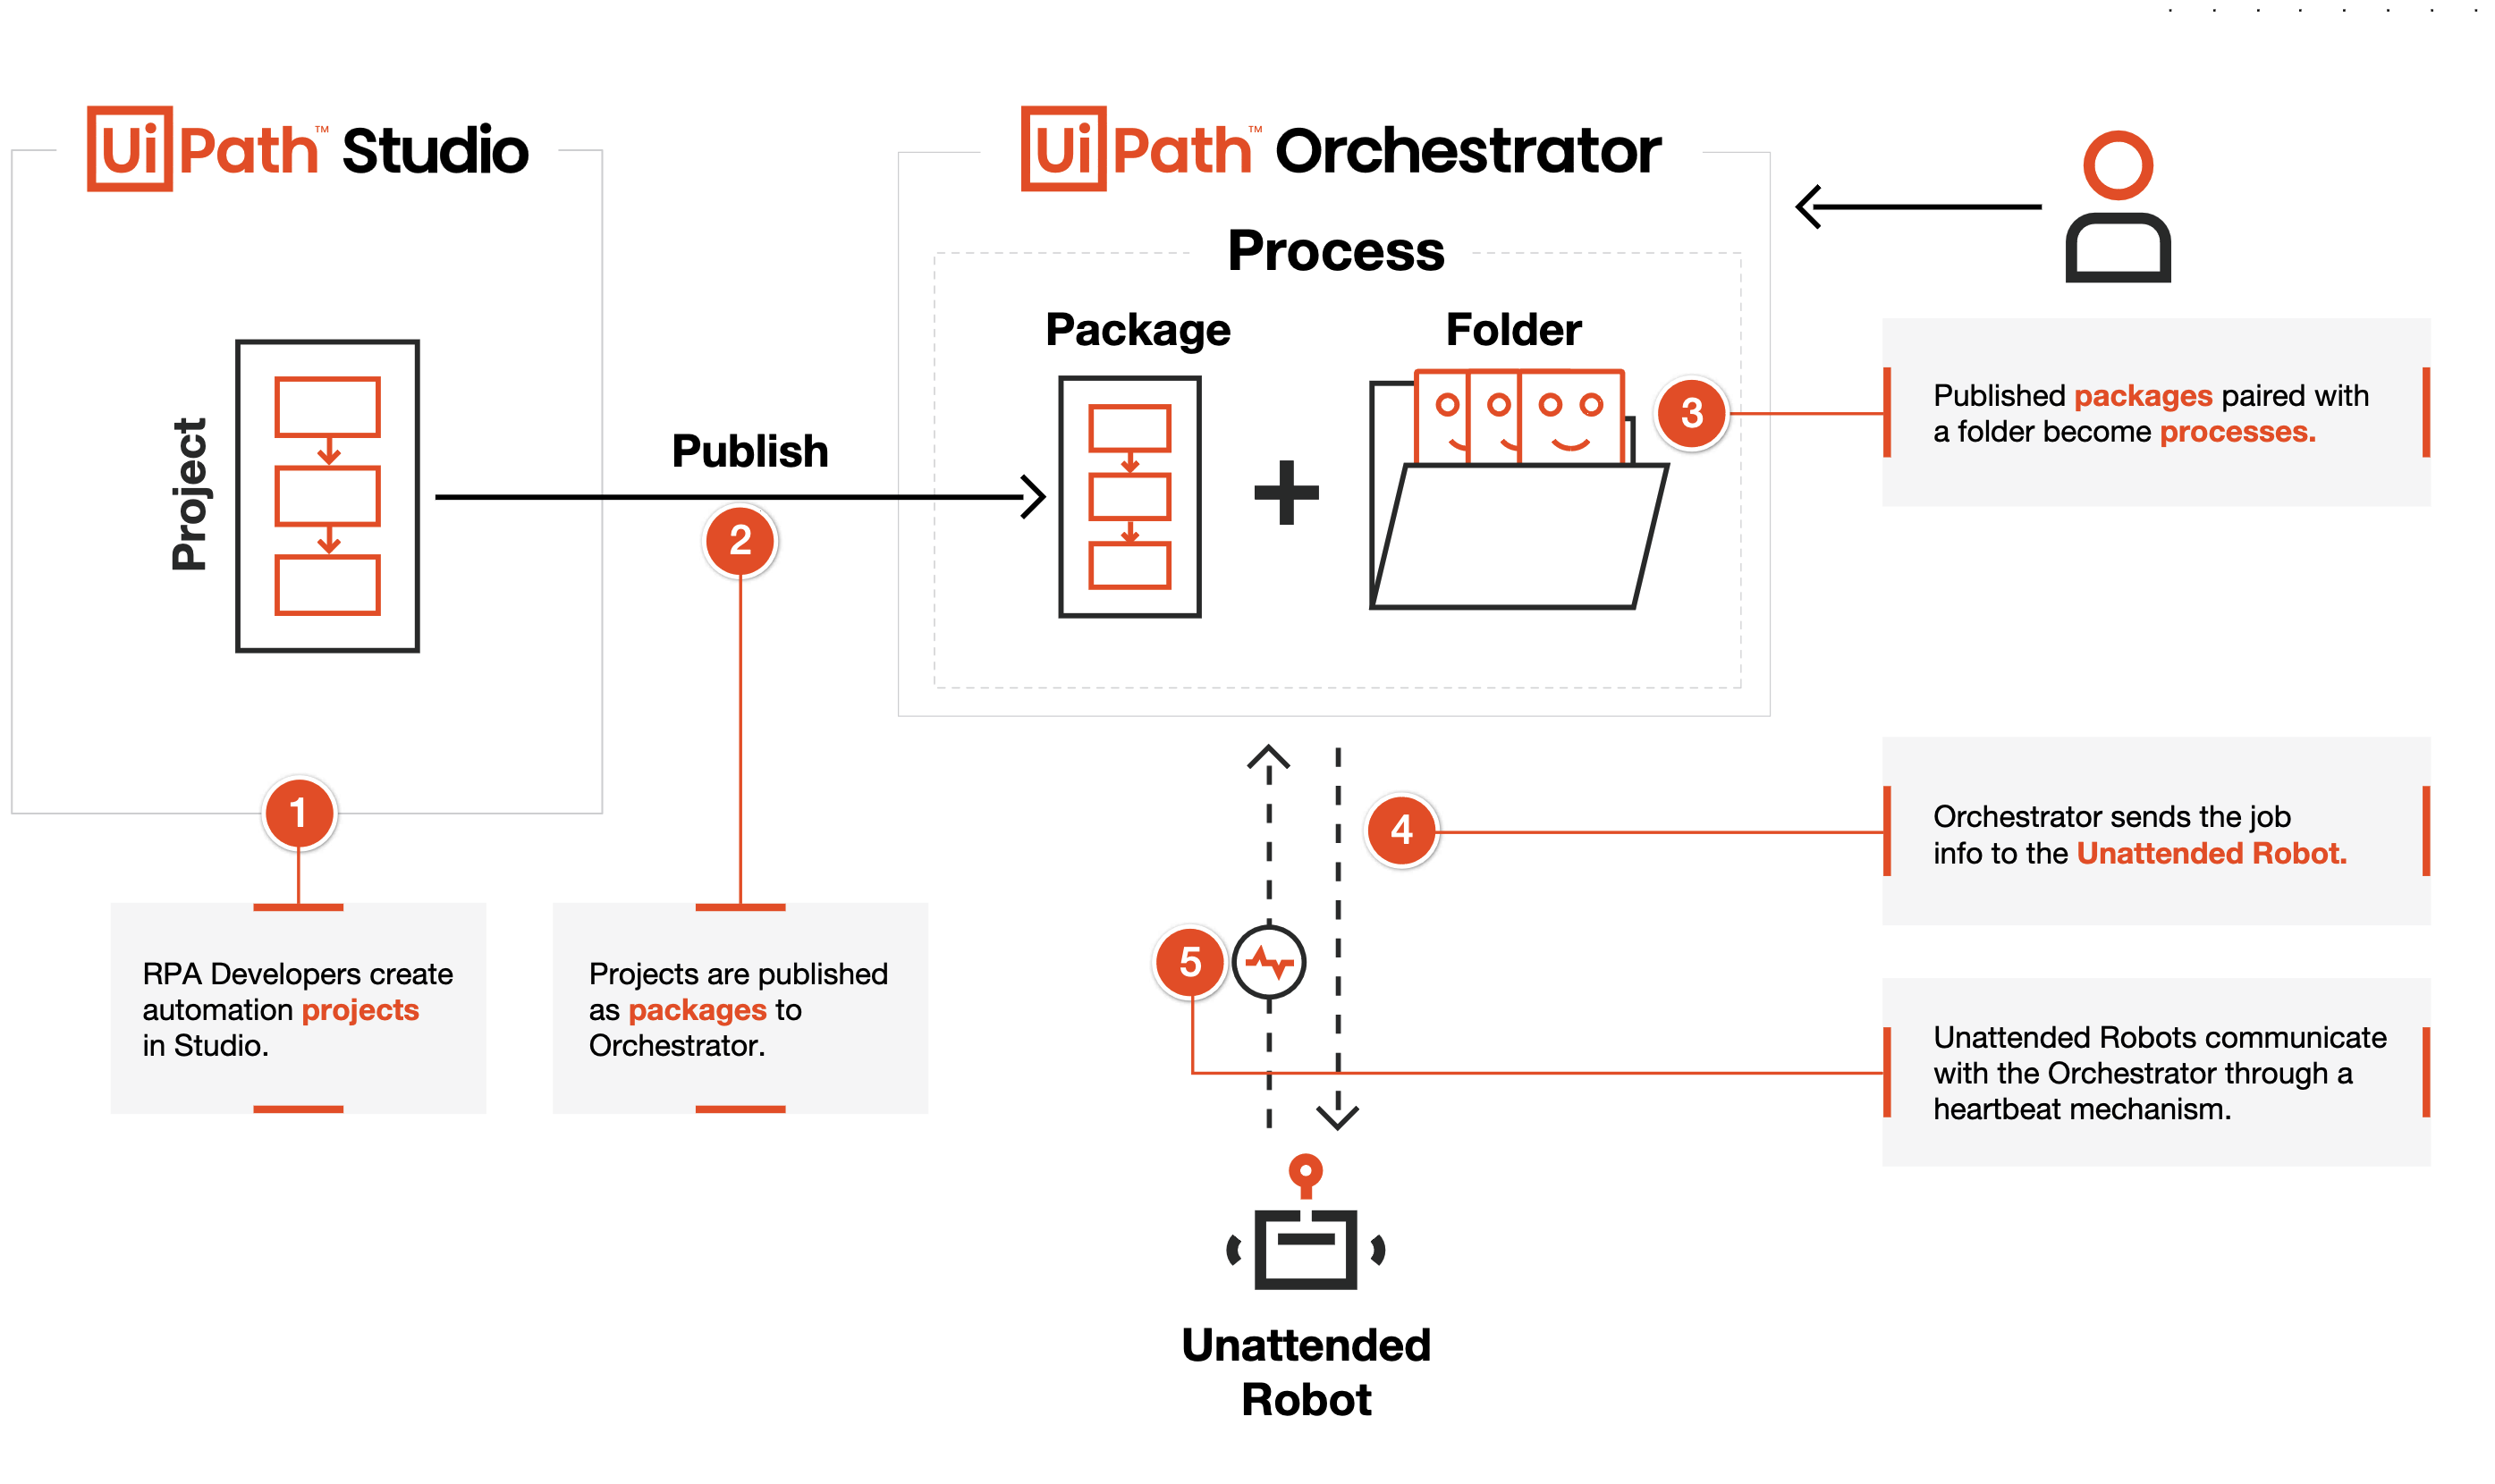 UiPath™ Studio
Project
1
RPA Developers create
automation projects
in Studio.
Publish
2
Projects are published
as packages to
Orchestrator.
UiPath™ Orchestrator
Process
Package
Folder
3
Published packages paired with
a folder become processes.
4
Orchestrator sends the job
info to the Unattended Robot.
5
Unattended Robots communicate
with the Orchestrator through a
heartbeat mechanism.
Unattended
Robot